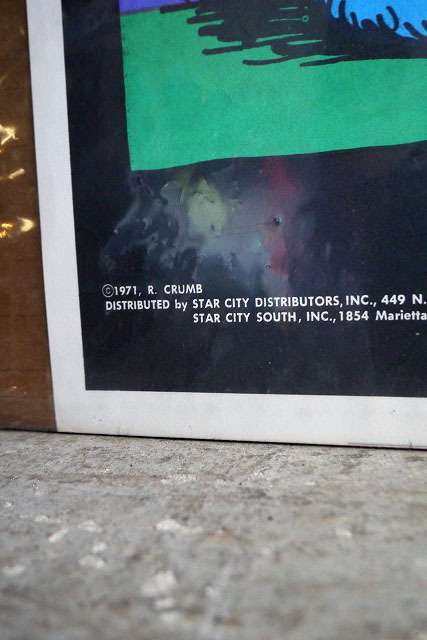 ©1971, R. CRUMB
DISTRIBUTED by STAR CITY DISTRIBUTORS, INC., 449 N.
STAR CITY SOUTH, INC., 1854 Marietta